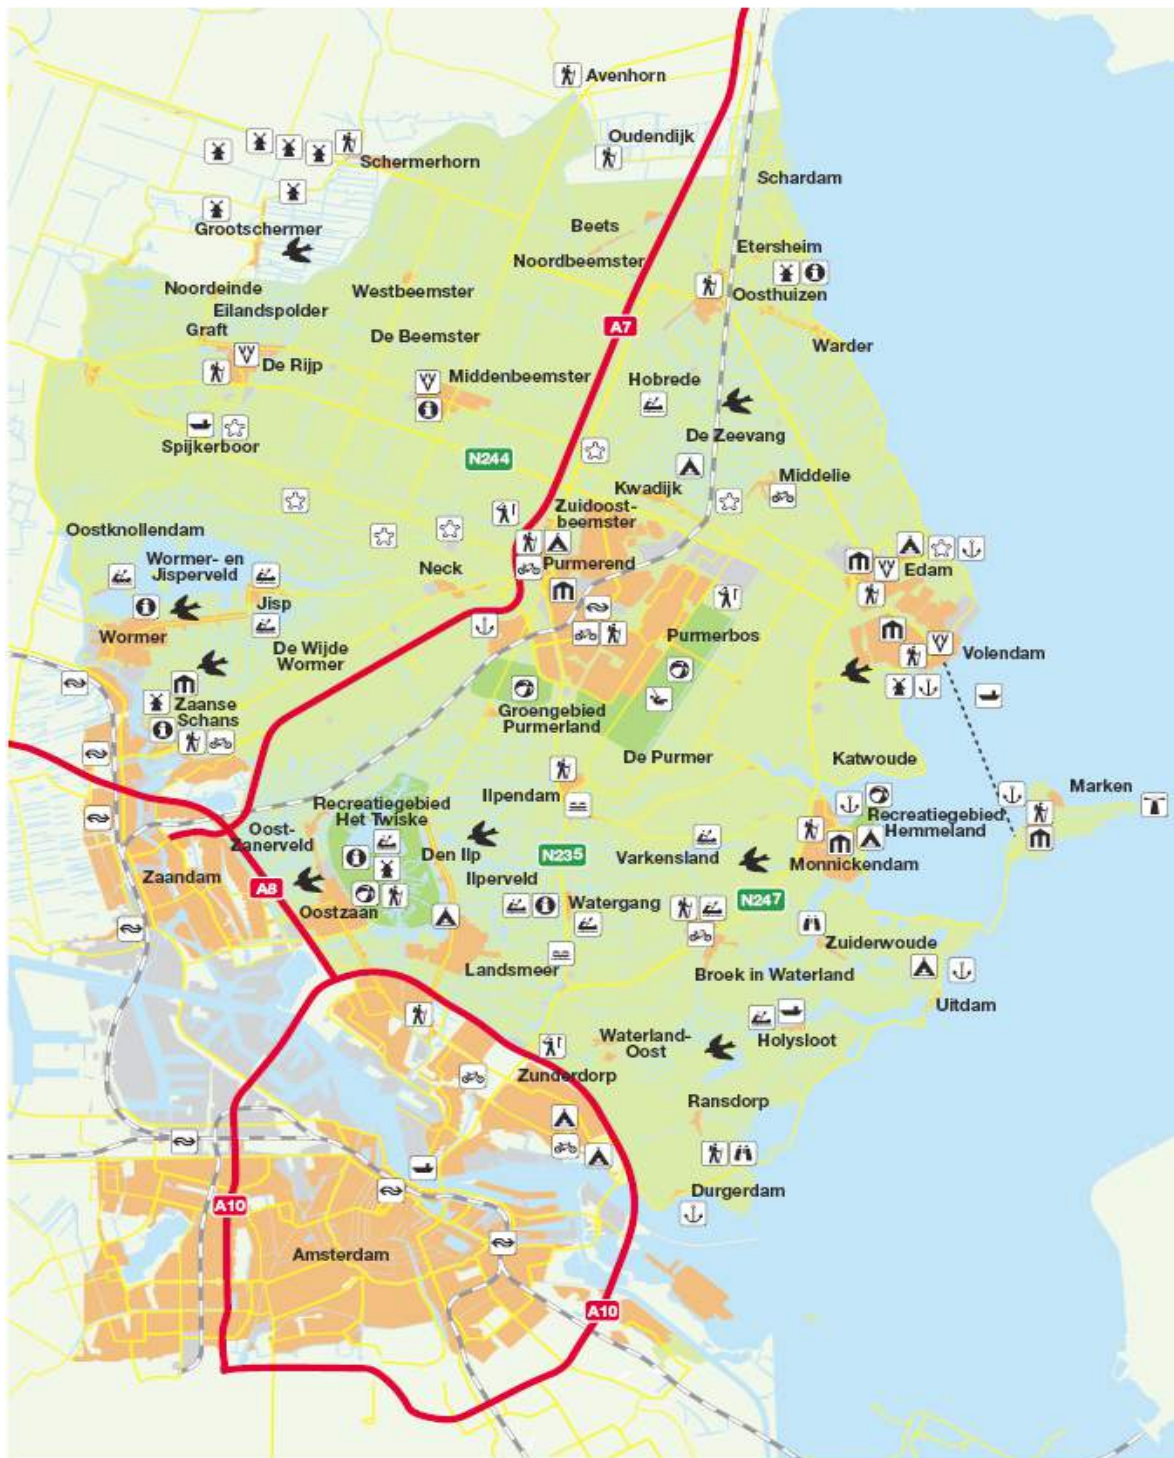 Avenhorn
Oudendijk
Schermerhorn
Schardam
Beets
Grootschermer
Etersheim
Noordbeemster
Noordeinde
Westbeemster
Oosthuizen
Eilandspolder
Graft
A7
De Beemster
Warder
De Rijp
Middenbeemster
Hobrede
De Zeevang
Spijkerboor
N244
Middelie
Kwadijk
Zuidoost-
beemster
Oostknollendam
Wormer- en
Jisperveld
Neck
Purmerend
Edam
Jisp
Wormer
De Wijde
Wormer
Purmerbos
Volendam
Zaanse
Schans
Groengebied
Purmerland
De Purmer
Katwoude
Marken
Ilpendam
Recreatiegebied
Het Twiske
Recreatiegebied
Hemmeland
Oost-
Zanerveld
Den Ilp
N235
Varkensland
Monnickendam
Zaandam
A8
Ilperveld
Watergang
N247
Oostzaan
Zuiderwoude
Landsmeer
Broek in Waterland
Uitdam
Waterland-
Oost
Holysloot
Zunderdorp
Ransdorp
Durgerdam
A10
Amsterdam
A10